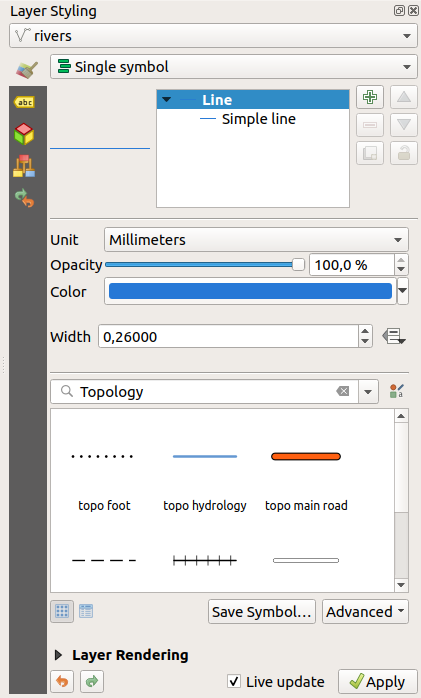 Layer Styling
rivers
Single symbol
abc
Line
Simple line
Unit Millimeters
Opacity 100,0 %
Color
Width 0,26000
Topology
a
topo foot topo hydrology topo main road
Save Symbol... Advanced
Layer Rendering
Live update Apply